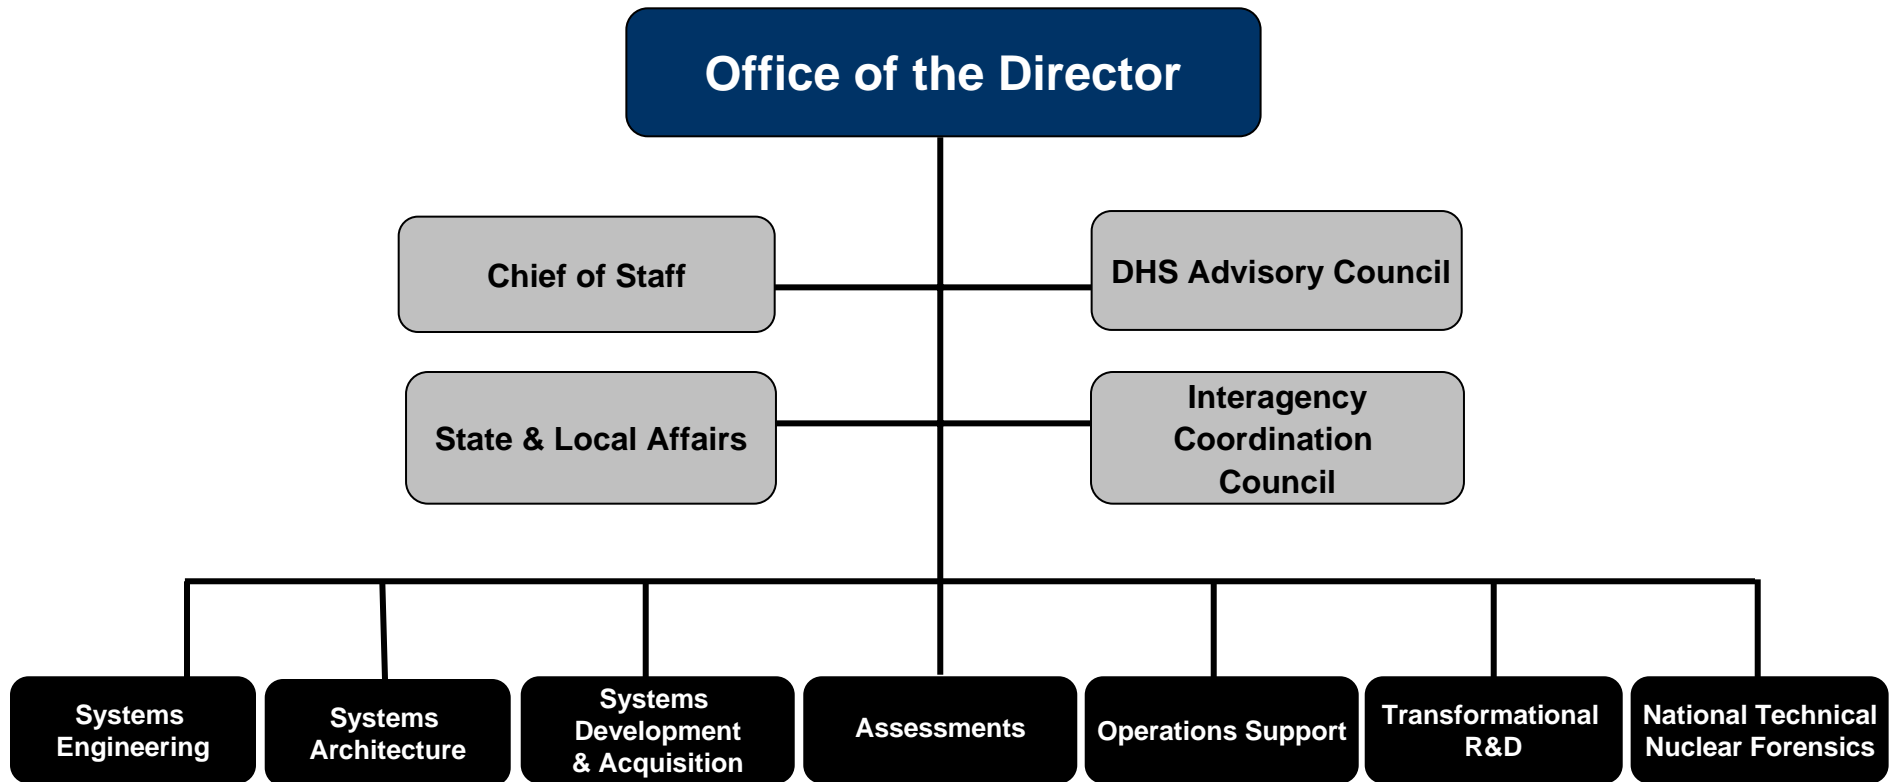 Office of the Director
Chief of Staff
DHS Advisory Council
State & Local Affairs
Interagency
Coordination
Council
Systems
Engineering
Systems
Architecture
Systems
Development
& Acquisition
Assessments
Operations Support
Transformational
R&D
National Technical
Nuclear Forensics